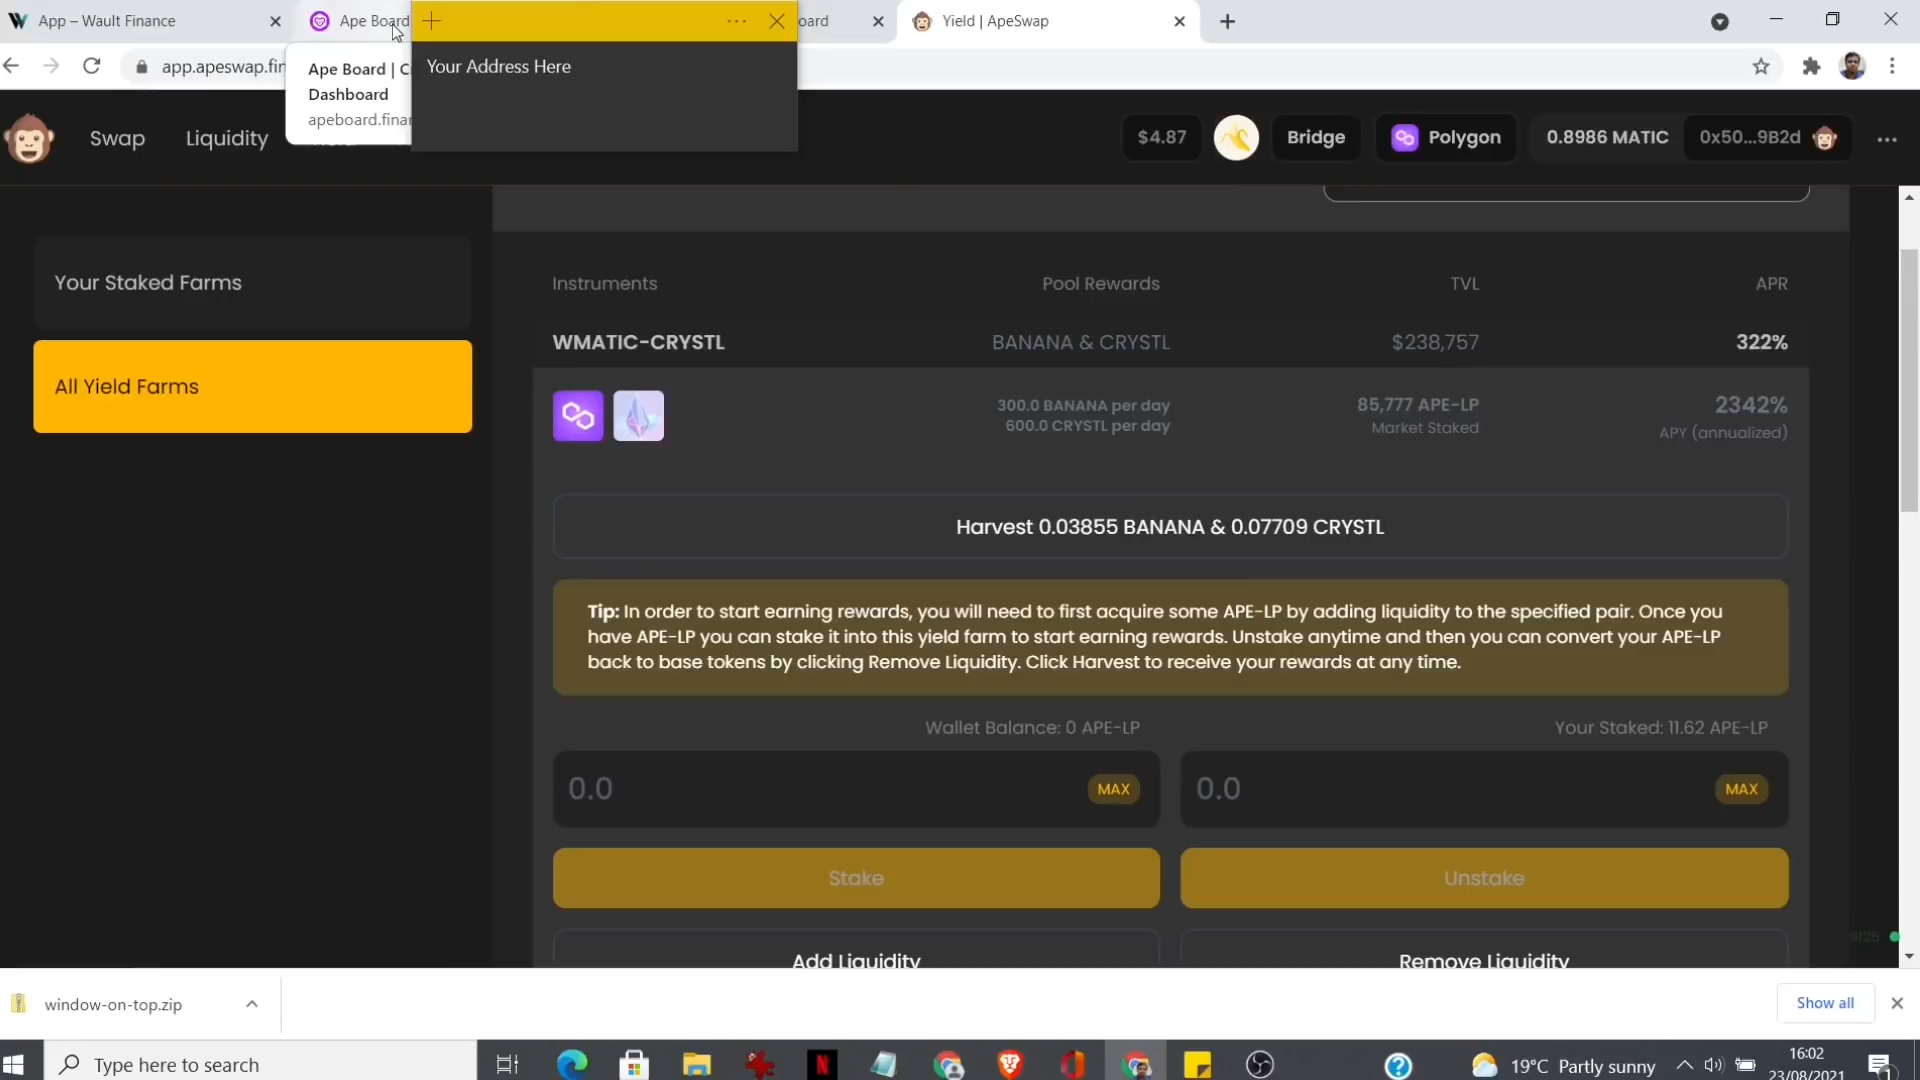 App – Wault Finance
Ape Board
oard
Yield | ApeSwap
app.apeswap.fin
Ape Board | C
Dashboard
apeboard.finan
Your Address Here
Swap
Liquidity
$4.87
Bridge
Polygon
0.8986 MATIC
0x50...9B2d
Your Staked Farms
All Yield Farms
Instruments
Pool Rewards
TVL
APR
WMATIC-CRYSTL
BANANA & CRYSTL
$238,757
322%
300.0 BANANA per day
600.0 CRYSTL per day
85,777 APE-LP
Market Staked
2342%
APY (annualized)
Harvest 0.03855 BANANA & 0.07709 CRYSTL
Tip: In order to start earning rewards, you will need to first acquire some APE-LP by adding liquidity to the specified pair. Once you
have APE-LP you can stake it into this yield farm to start earning rewards. Unstake anytime and then you can convert your APE-LP
back to base tokens by clicking Remove Liquidity. Click Harvest to receive your rewards at any time.
Wallet Balance: 0 APE-LP
Your Staked: 11.62 APE-LP
0.0
MAX
0.0
MAX
Stake
Unstake
Add Liquidity
Remove Liquidity
window-on-top.zip
Show all
Type here to search
19°C Partly sunny
16:02
23/08/2021